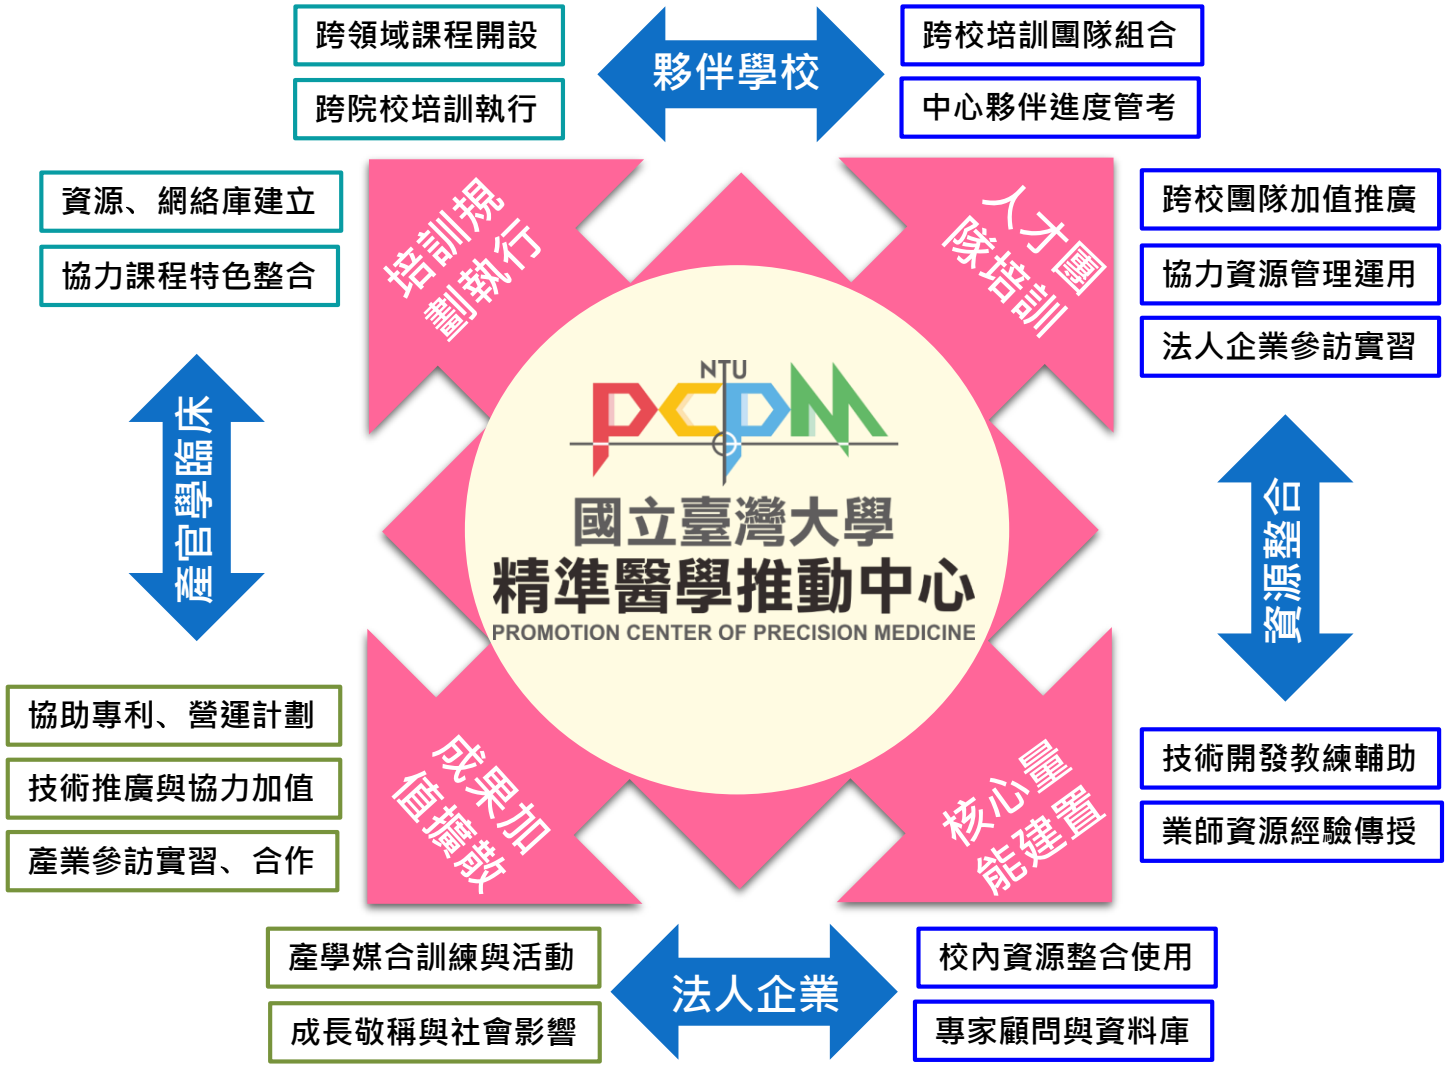 跨領域課程開設
跨院校培訓執行
夥伴學校
跨校培訓團隊組合
中心夥伴進度管考
資源、網絡庫建立
協力課程特色整合
培訓規
劃執行
人才團
隊培訓
跨校團隊加值推廣
協力資源管理運用
法人企業參訪實習
產官學臨床
NTU
PCPM
國立臺灣大學
精準醫學推動中心
PROMOTION CENTER OF PRECISION MEDICINE
資源整合
協助專利、營運計劃
技術推廣與協力加值
產業參訪實習、合作
成果加
值擴散
核心量
能建置
技術開發教練輔助
業師資源經驗傳授
產學媒合訓練與活動
成長敬稱與社會影響
法人企業
校內資源整合使用
專家顧問與資料庫